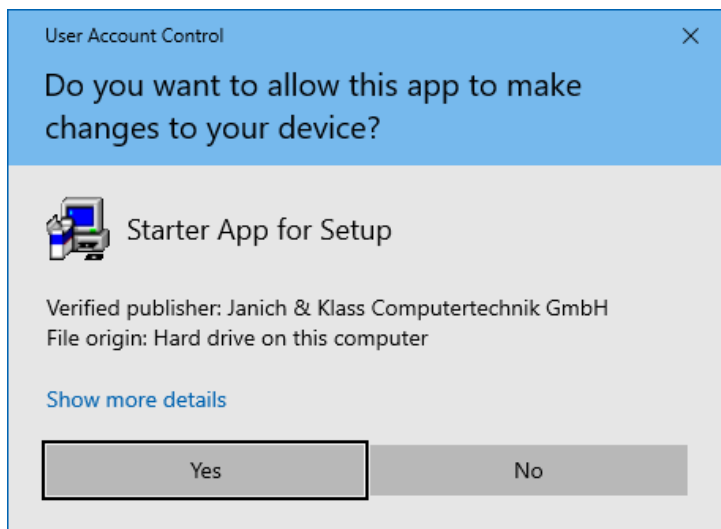 User Account Control
Do you want to allow this app to make
changes to your device?
Starter App for Setup
Verified publisher: Janich & Klass Computertechnik GmbH
File origin: Hard drive on this computer
Show more details
Yes
No